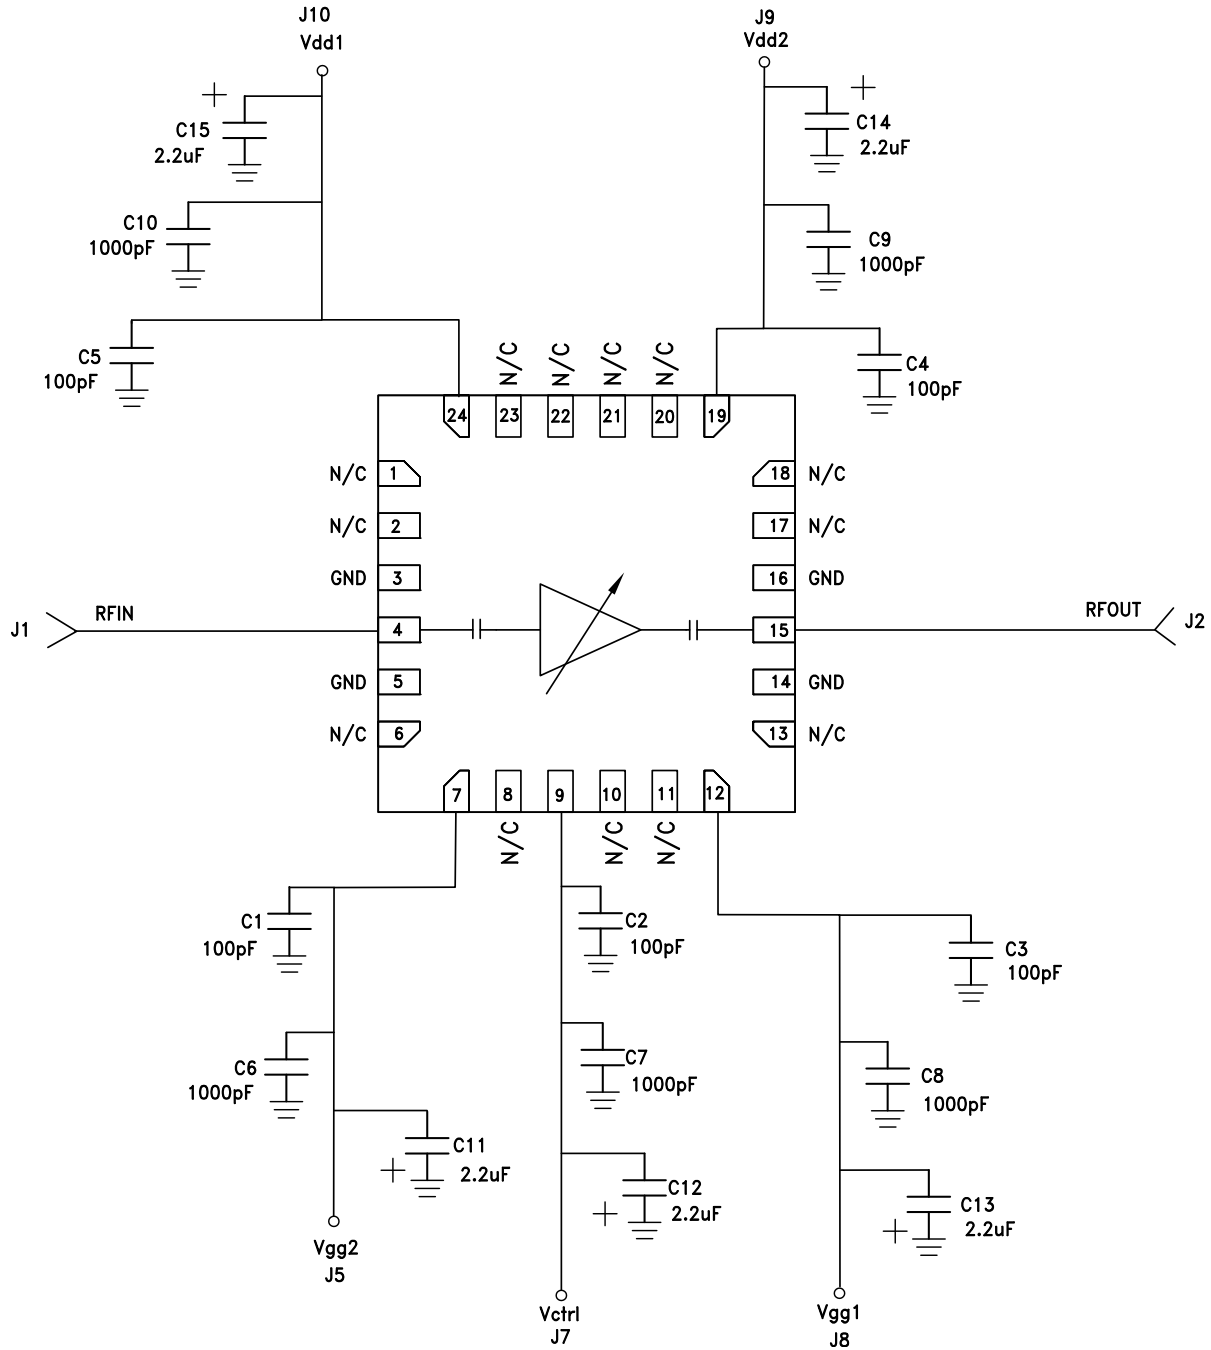 J10
Vdd1
J9
Vdd2
+
C15
2.2uF
+
C14
2.2uF
C10
1000pF
C9
1000pF
C5
100pF
C4
100pF
N/C
N/C
N/C
N/C
24
23
22
21
20
19
N/C
1
18
N/C
N/C
2
17
N/C
GND
3
16
GND
J1
RFIN
4
15
RFOUT
J2
GND
5
14
GND
N/C
6
13
N/C
7
8
9
10
11
12
N/C
N/C
N/C
C1
100pF
C2
100pF
C3
100pF
C6
1000pF
C7
1000pF
C8
1000pF
C11
+
2.2uF
C12
+
2.2uF
C13
+
2.2uF
Vgg2
J5
Vctrl
J7
Vgg1
J8